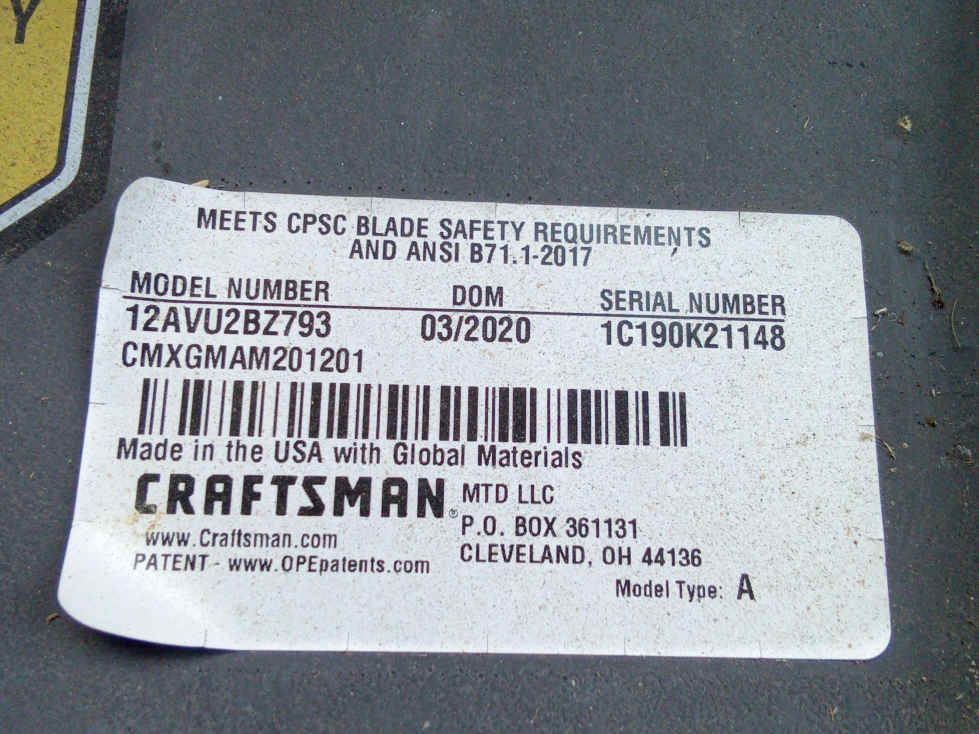 Y
MEETS CPSC BLADE SAFETY REQUIREMENTS
AND ANSI B71.1-2017
MODEL NUMBER DOM SERIAL NUMBER
12AVU2BZ793 03/2020 1C190K21148
CMXGMAM201201
Made in the USA with Global Materials
CRAFTSMAN® MTD LLC
P.O. BOX 361131
www.Craftsman.com CLEVELAND, OH 44136
PATENT - www.OPEpatents.com
Model Type: A